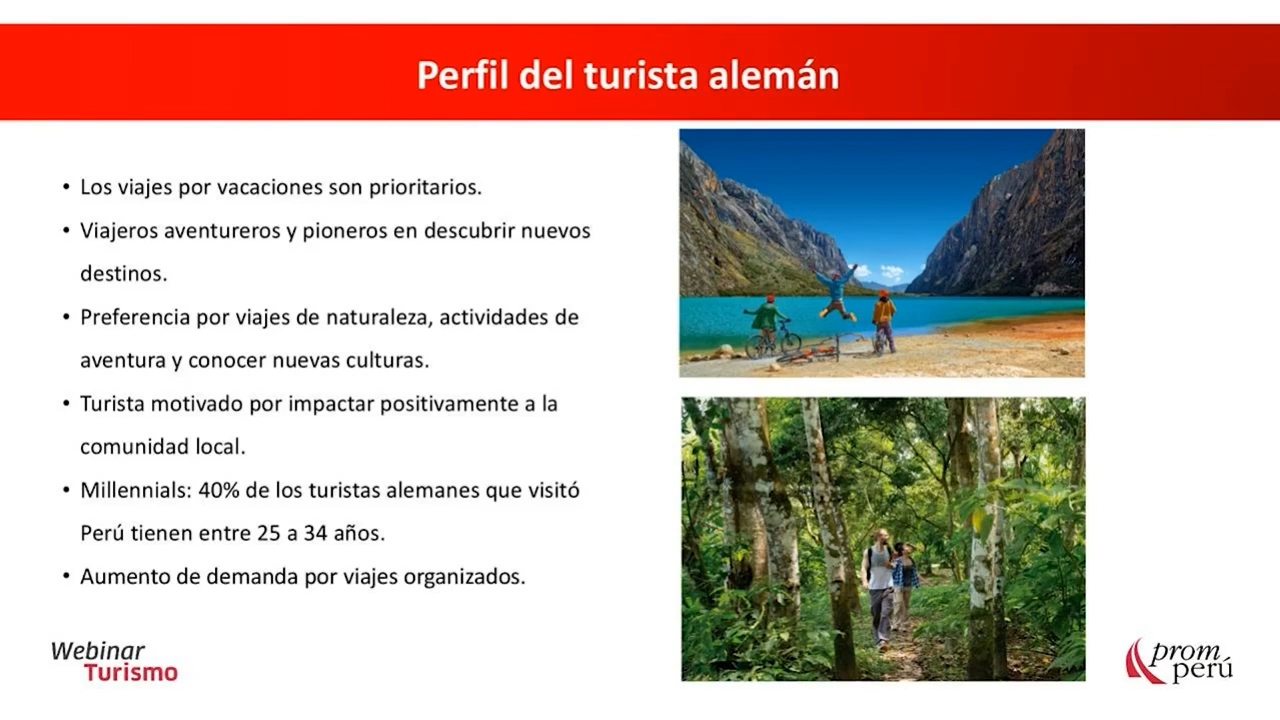 Perfil del turista alemán
• Los viajes por vacaciones son prioritarios.
• Viajeros aventureros y pioneros en descubrir nuevos
destinos.
• Preferencia por viajes de naturaleza, actividades de
aventura y conocer nuevas culturas.
• Turista motivado por impactar positivamente a la
comunidad local.
• Millennials: 40% de los turistas alemanes que visitó
Perú tienen entre 25 a 34 años.
• Aumento de demanda por viajes organizados.
Webinar
Turismo
prom
perú